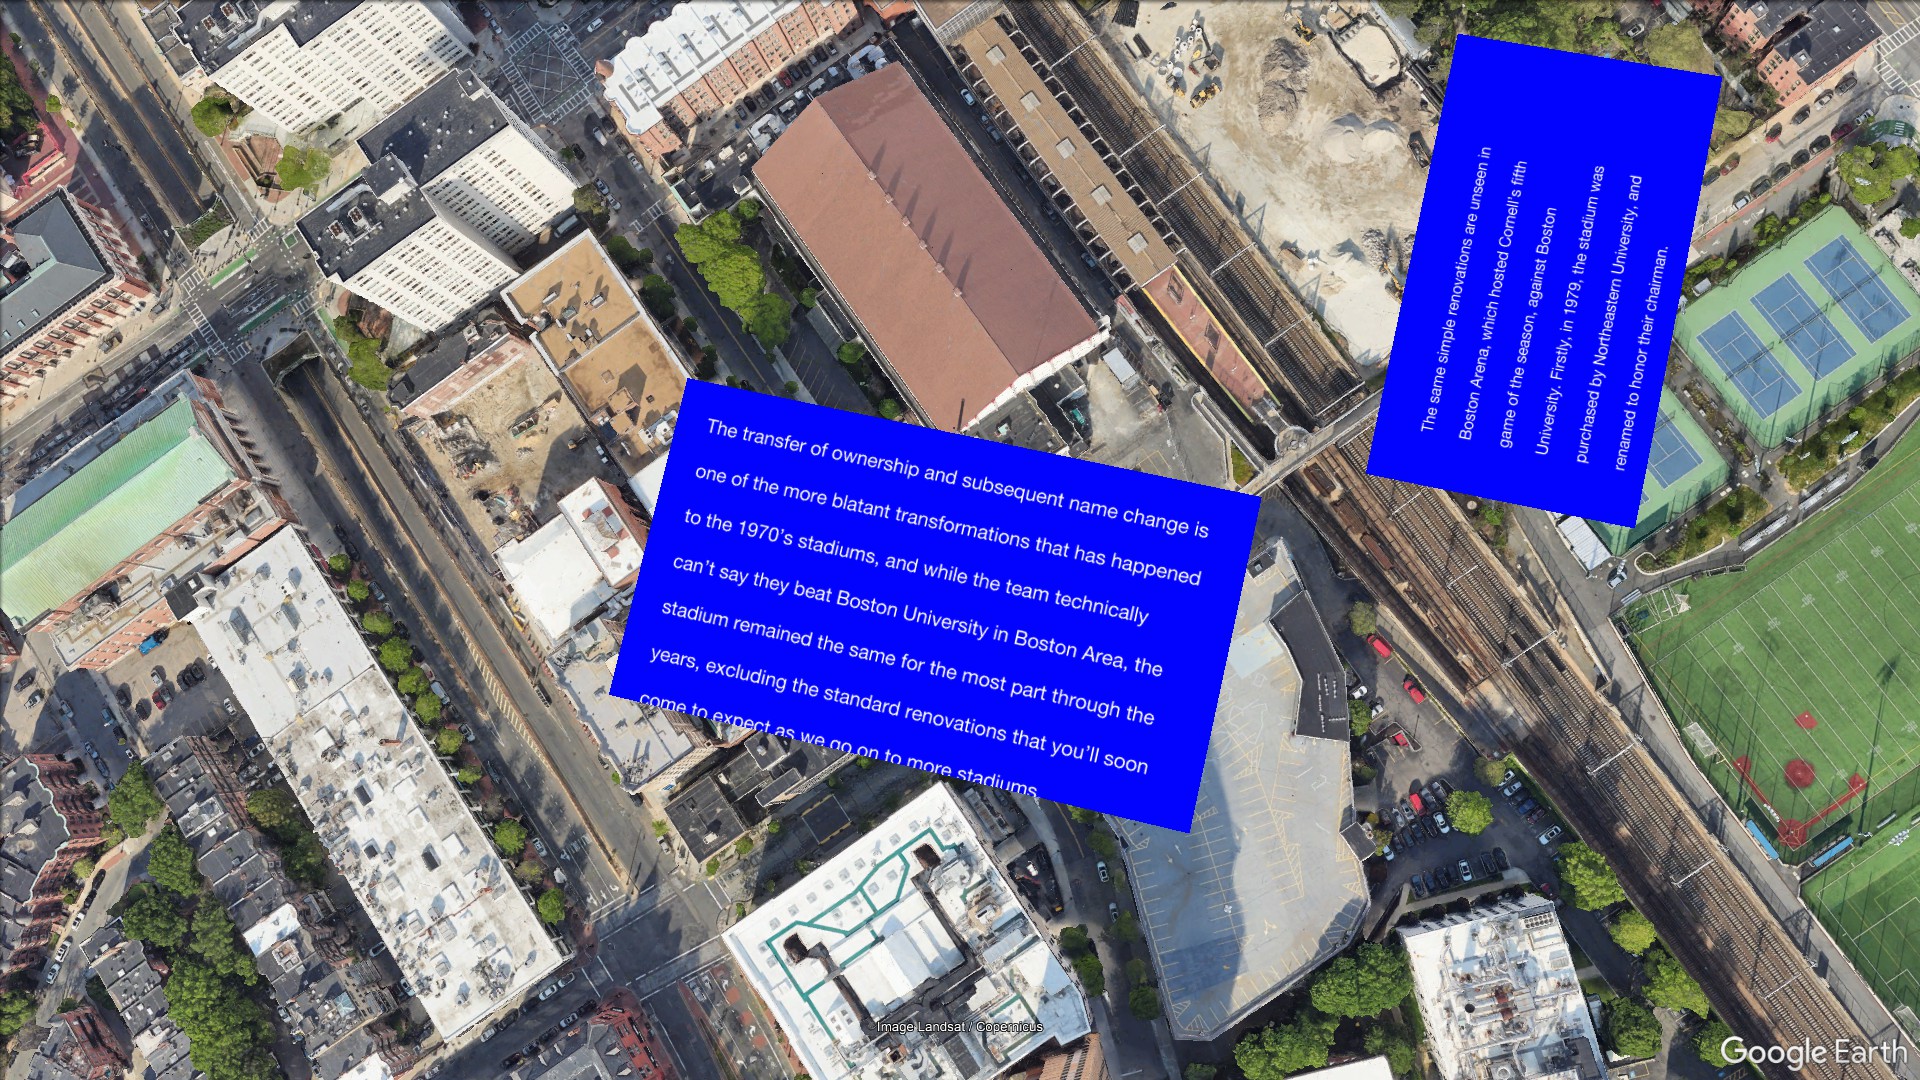 The same simple renovations are unseen in
Boston Arena, which hosted Cornell's fifth
game of the season, against Boston
University. Firstly, in 1979, the stadium was
purchased by Northeastern University, and
renamed to honor their chairman.
The transfer of ownership and subsequent name change is
one of the more blatant transformations that has happened
to the 1970's stadiums, and while the team technically
can't say they beat Boston University in Boston Area, the
stadium remained the same for the most part through the
years, excluding the standard renovations that you'll soon
come to expect as we go on to more stadiums.
Image Landsat / Copernicus
Google Earth